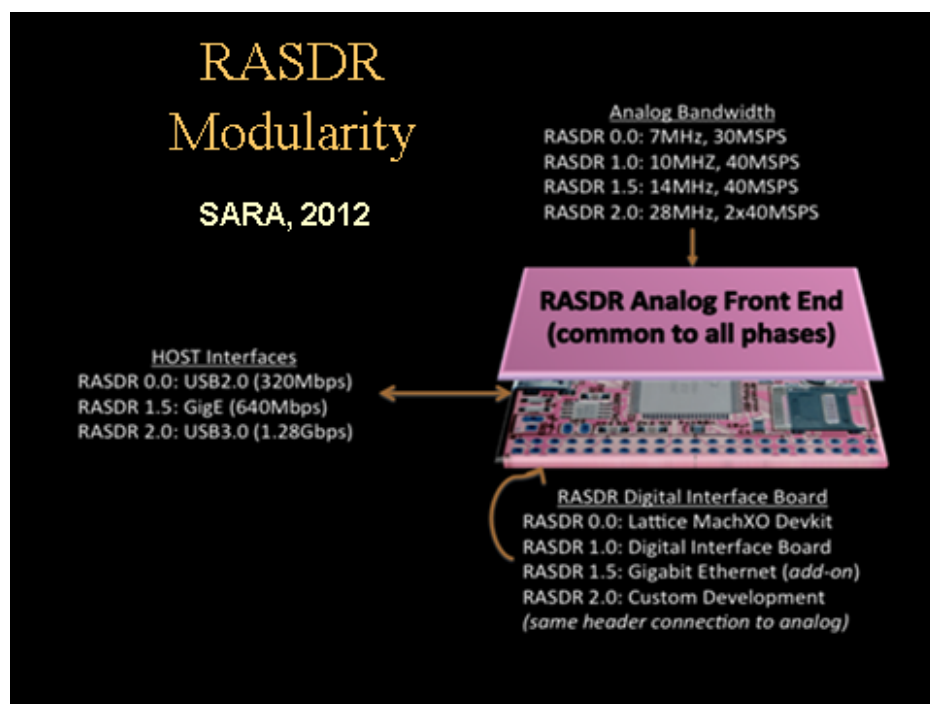 RASDR
Modularity
SARA, 2012
Analog Bandwidth
RASDR 0.0: 7MHz, 30MSPS
RASDR 1.0: 10MHZ, 40MSPS
RASDR 1.5: 14MHz, 40MSPS
RASDR 2.0: 28MHz, 2x40MSPS
RASDR Analog Front End
(common to all phases)
HOST Interfaces
RASDR 0.0: USB2.0 (320Mbps)
RASDR 1.5: GigE (640Mbps)
RASDR 2.0: USB3.0 (1.28Gbps)
RASDR Digital Interface Board
RASDR 0.0: Lattice MachXO Devkit
RASDR 1.0: Digital Interface Board
RASDR 1.5: Gigabit Ethernet (add-on)
RASDR 2.0: Custom Development
(same header connection to analog)